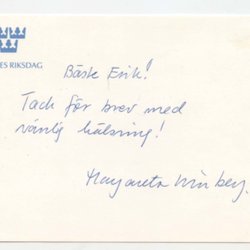 ES RIKSDAG
Bäste Erik!
Tack för brev med
vänlig hälsning!
Margareta Winberg.